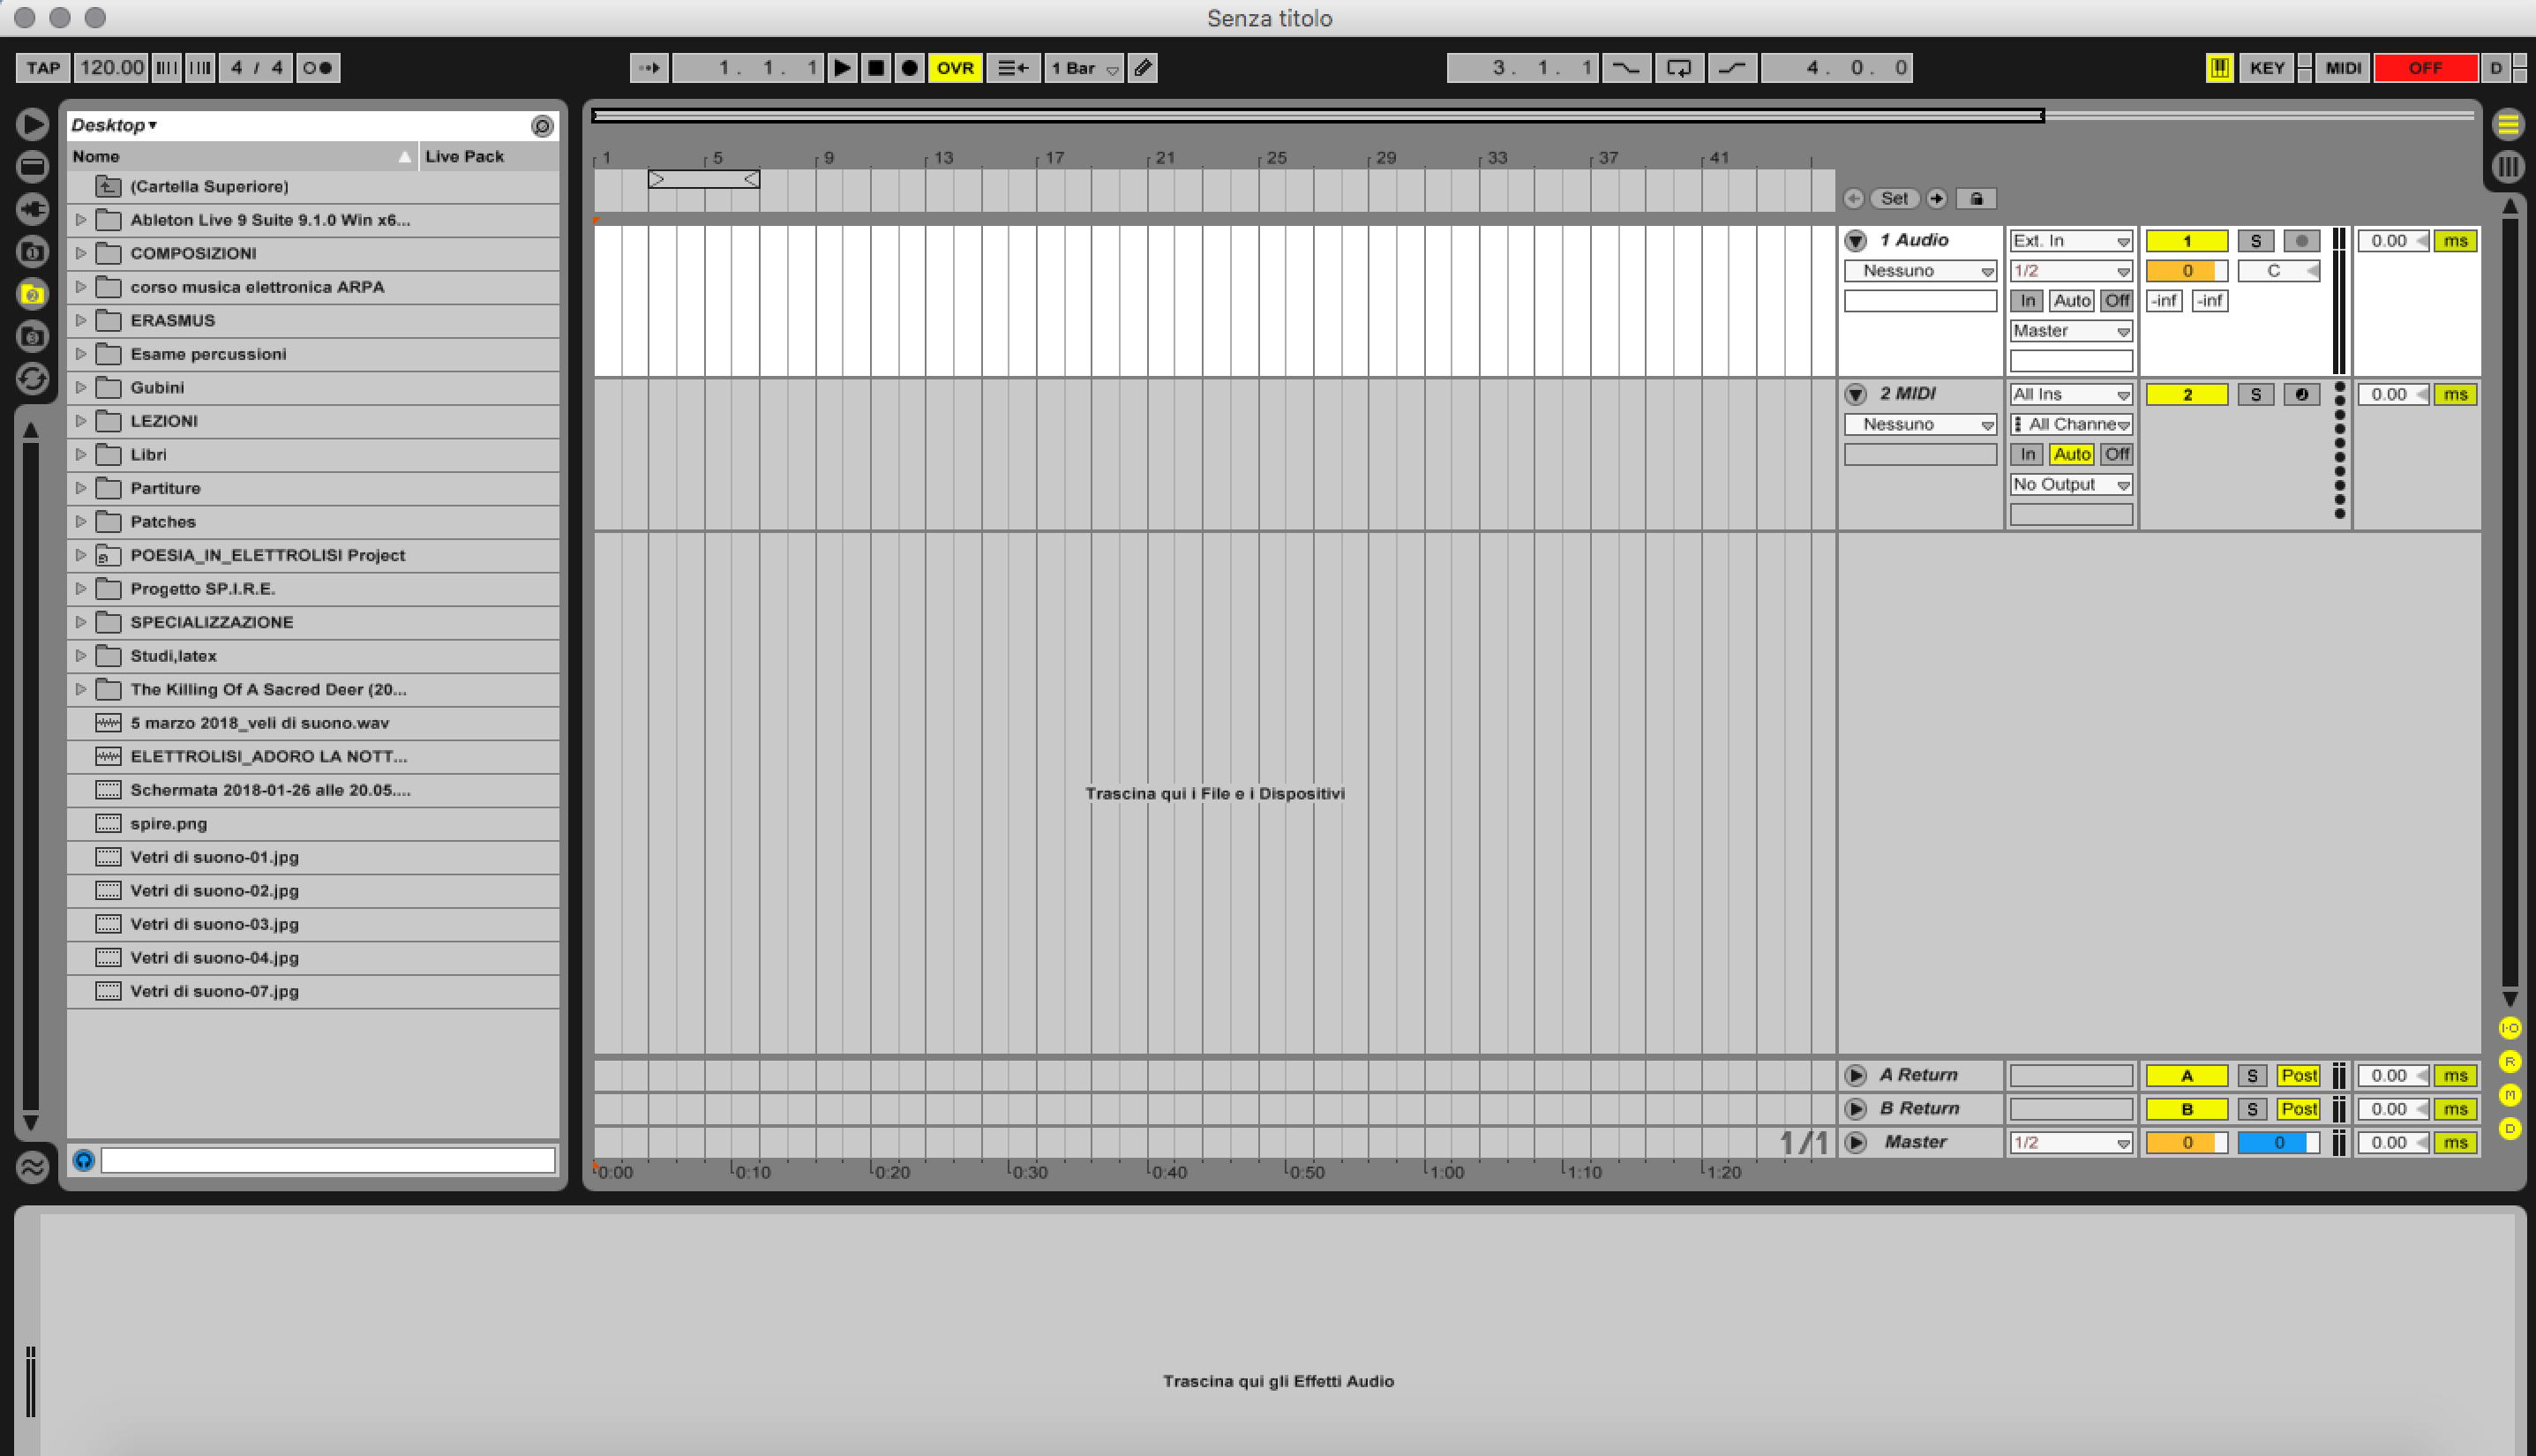 Senza titolo
TAP 120.00 4 / 4
1. 1. 1
OVR
1 Bar
3. 1. 1
4. 0. 0
KEY MIDI OFF D
Desktop
Nome Live Pack
(Cartella Superiore)
Ableton Live 9 Suite 9.1.0 Win x6...
COMPOSIZIONI
corso musica elettronica ARPA
ERASMUS
Esame percussioni
Gubini
LEZIONI
Libri
Partiture
Patches
POESIA_IN_ELETTROLISI Project
Progetto SP.I.R.E.
SPECIALIZZAZIONE
Studi,latex
The Killing Of A Sacred Deer (20...
5 marzo 2018_veli di suono.wav
ELETTROLISI_ADORO LA NOTT...
Schermata 2018-01-26 alle 20.05....
spire.png
Vetri di suono-01.jpg
Vetri di suono-02.jpg
Vetri di suono-03.jpg
Vetri di suono-04.jpg
Vetri di suono-07.jpg
1 5 9 13 17 21 25 29 33 37 41
Set
1 Audio Ext. In 1 S 0.00 ms
Nessuno 1/2 0 C
In Auto Off -inf -inf
Master
2 MIDI All Ins 2 S 0.00 ms
Nessuno All Channe
In Auto Off
No Output
Trascina qui i File e i Dispositivi
I-O
R
M
D
A Return A S Post 0.00 ms
B Return B S Post 0.00 ms
1/1 Master 1/2 0 0 0.00 ms
0:00 0:10 0:20 0:30 0:40 0:50 1:00 1:10 1:20
Trascina qui gli Effetti Audio